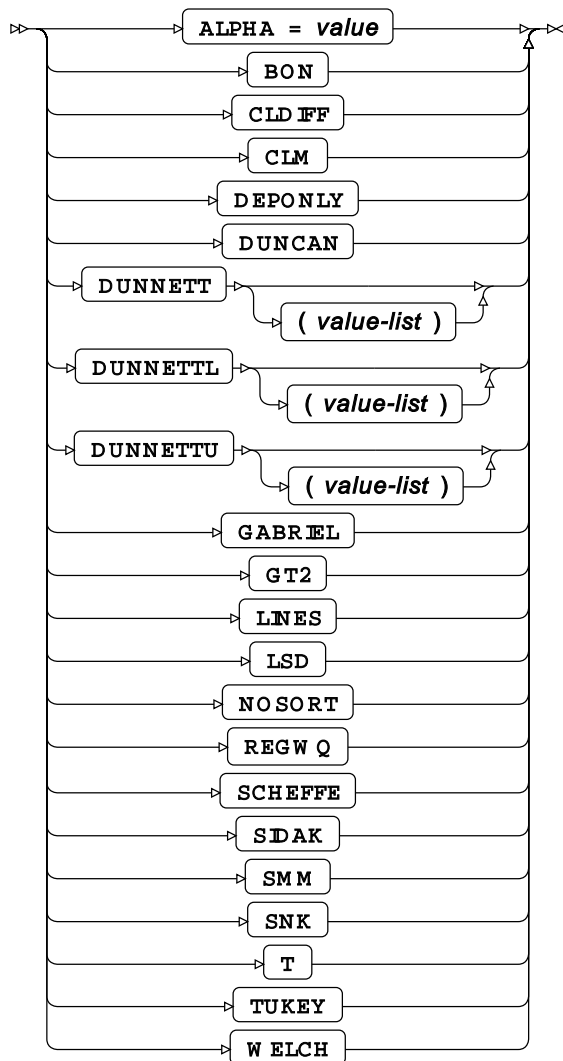 ALPHA = value
BON
CLDIFF
CLM
DEPONLY
DUNCAN
DUNNETT
( value-list )
DUNNETTL
( value-list )
DUNNETTU
( value-list )
GABRIEL
GT2
LINES
LSD
NOSORT
REGWQ
SCHEFFE
SIDAK
SMM
SNK
T
TUKEY
WELCH